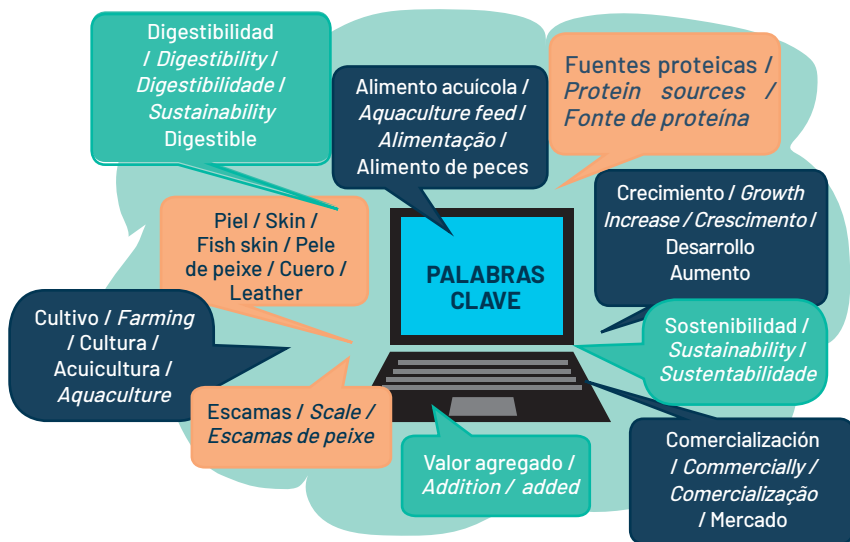 Digestibilidad
/ Digestibility /
Digestibilidade /
Sustainability
Digestible
Alimento acuícola /
Aquaculture feed /
Alimentação /
Alimento de peces
Fuentes proteicas /
Protein sources /
Fonte de proteína
Piel / Skin /
Fish skin / Pele
de peixe / Cuero /
Leather
PALABRAS
CLAVE
Crecimiento / Growth
Increase / Crescimento /
Desarrollo
Aumento
Cultivo / Farming
/ Cultura /
Acuicultura /
Aquaculture
Sostenibilidad /
Sustainability /
Sustentabilidade
Escamas / Scale /
Escamas de peixe
Valor agregado /
Addition / added
Comercialización
/ Commercially /
Comercialização
/ Mercado